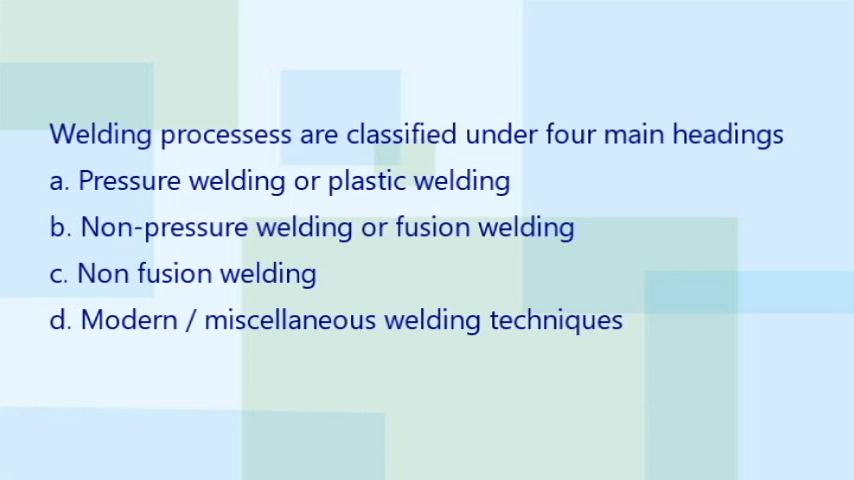 Welding processess are classified under four main headings
a. Pressure welding or plastic welding
b. Non-pressure welding or fusion welding
c. Non fusion welding
d. Modern / miscellaneous welding techniques